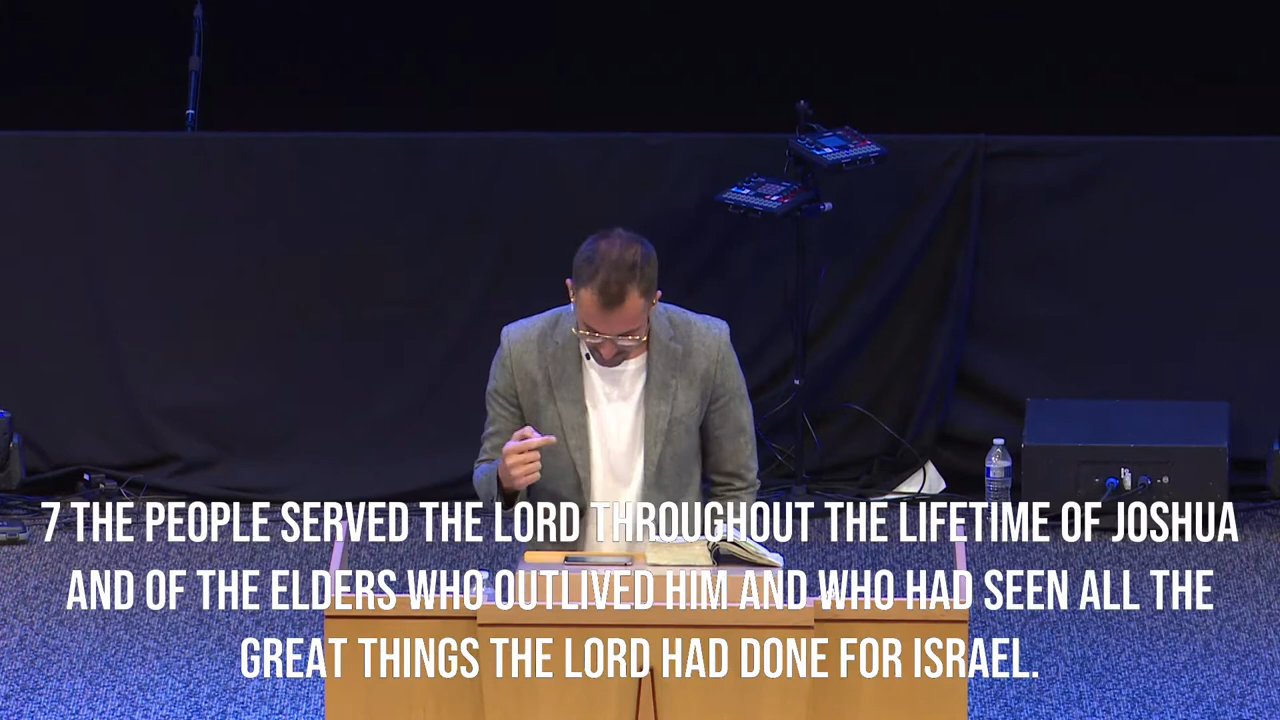 7 THE PEOPLE SERVED THE LORD THROUGHOUT THE LIFETIME OF JOSHUA
AND OF THE ELDERS WHO OUTLIVED HIM AND WHO HAD SEEN ALL THE
GREAT THINGS THE LORD HAD DONE FOR ISRAEL.